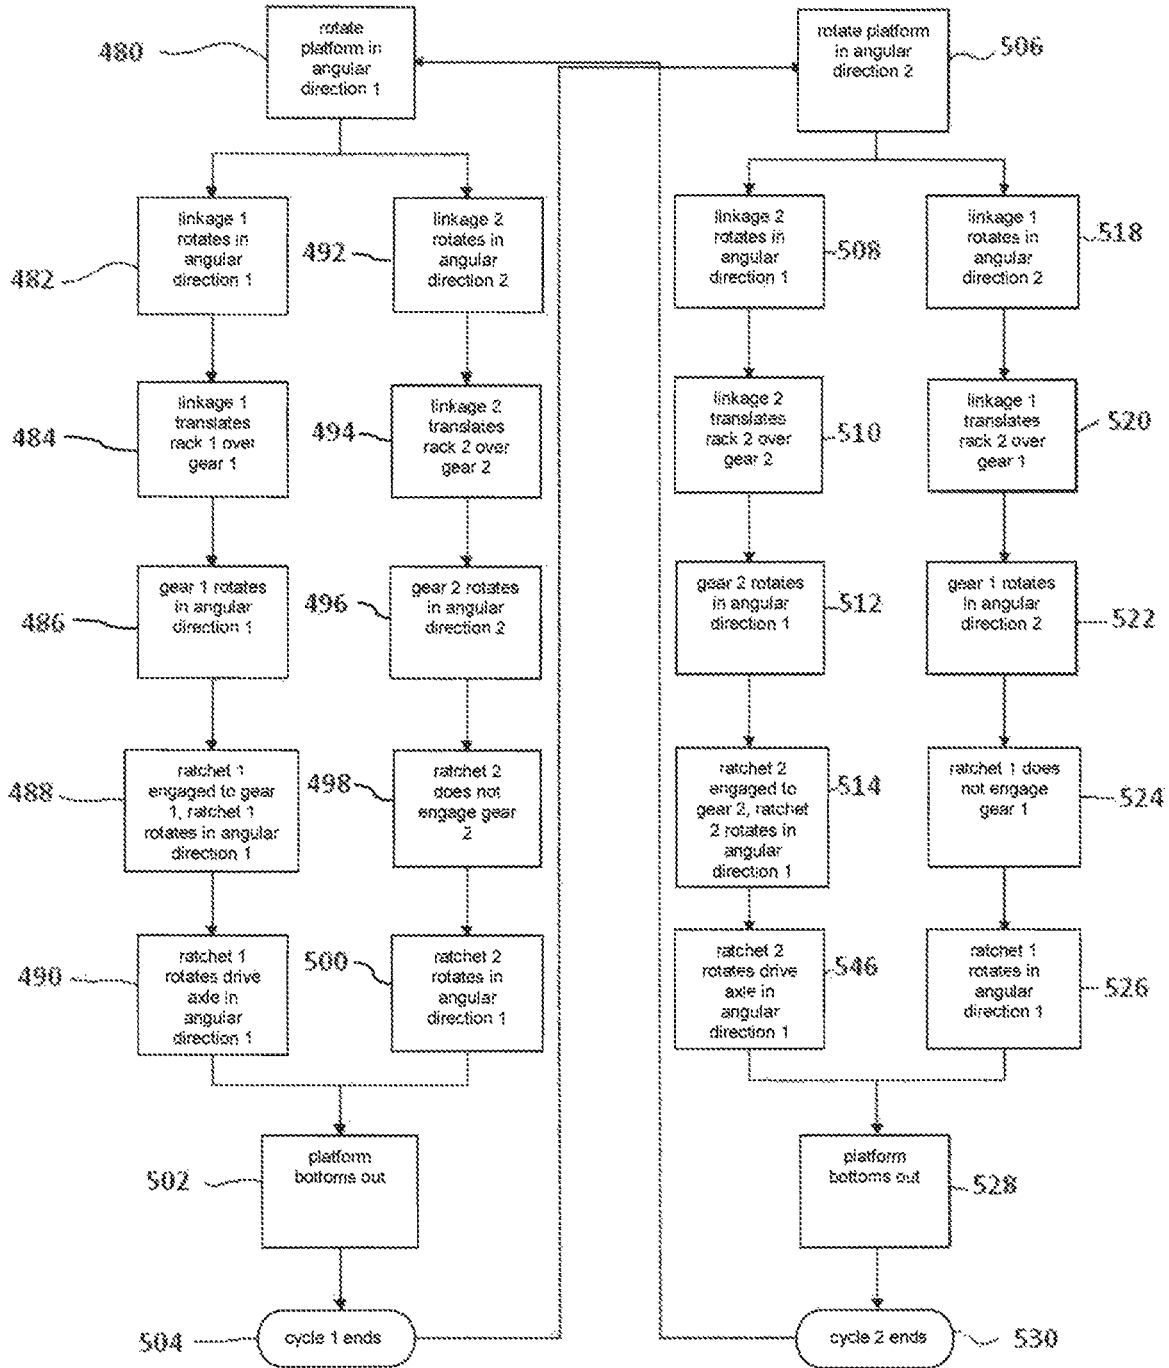 480
rotate
platform in
angular
direction 1
rotate platform
in angular
direction 2
506
482
linkage 1
rotates in
angular
direction 1
492
linkage 2
rotates in
angular
direction 2
linkage 2
rotates in
angular
direction 1
508
linkage 1
rotates in
angular
direction 2
518
484
linkage 1
translates
rack 1 over
gear 1
494
linkage 2
translates
rack 2 over
gear 2
linkage 2
translates
rack 2 over
gear 2
510
linkage 1
translates
rack 2 over
gear 1
520
486
gear 1 rotates
in angular
direction 1
496
gear 2 rotates
in angular
direction 2
gear 2 rotates
in angular
direction 1
512
gear 1 rotates
in angular
direction 2
522
488
ratchet 1
engaged to gear
1, ratchet 1
rotates in angular
direction 1
498
ratchet 2
does not
engage gear
2
ratchet 2
engaged to
gear 2, ratchet
2 rotates in
angular
direction 1
514
ratchet 1 does
not engage
gear 1
524
490
ratchet 1
rotates drive
axle in
angular
direction 1
500
ratchet 2
rotates in
angular
direction 1
ratchet 2
rotates drive
axle in
angular
direction 1
546
ratchet 1
rotates in
angular
direction 1
526
502
platform
bottoms out
platform
bottoms out
528
504
cycle 1 ends
cycle 2 ends
530